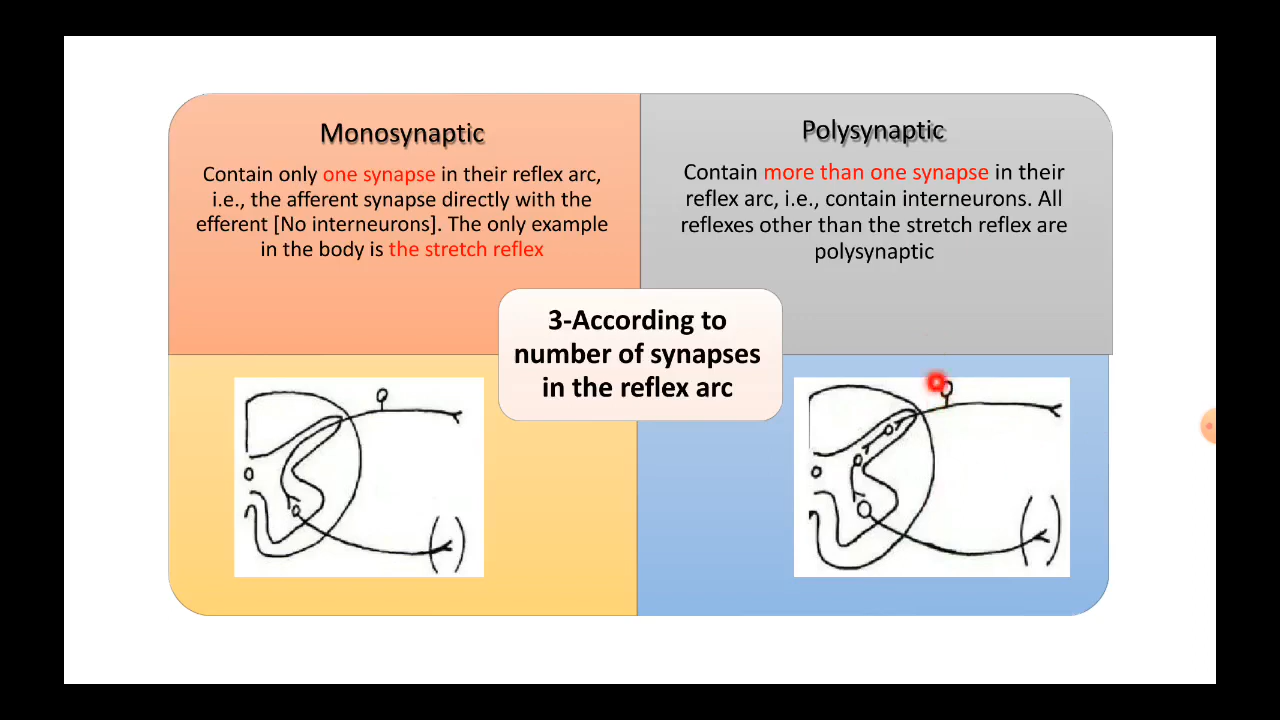 Monosynaptic
Contain only one synapse in their reflex arc,
i.e., the afferent synapse directly with the
efferent [No interneurons]. The only example
in the body is the stretch reflex
Polysynaptic
Contain more than one synapse in their
reflex arc, i.e., contain interneurons. All
reflexes other than the stretch reflex are
polysynaptic
3-According to
number of synapses
in the reflex arc